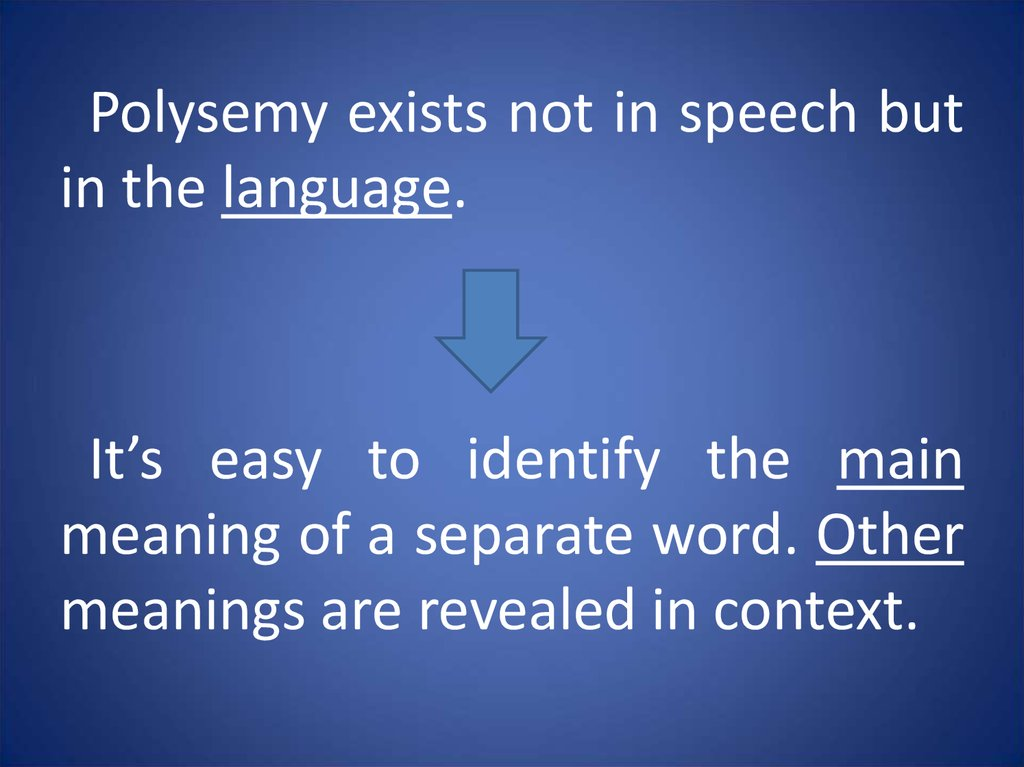 Polysemy exists not in speech but
in the language.
It’s easy to identify the main
meaning of a separate word. Other
meanings are revealed in context.